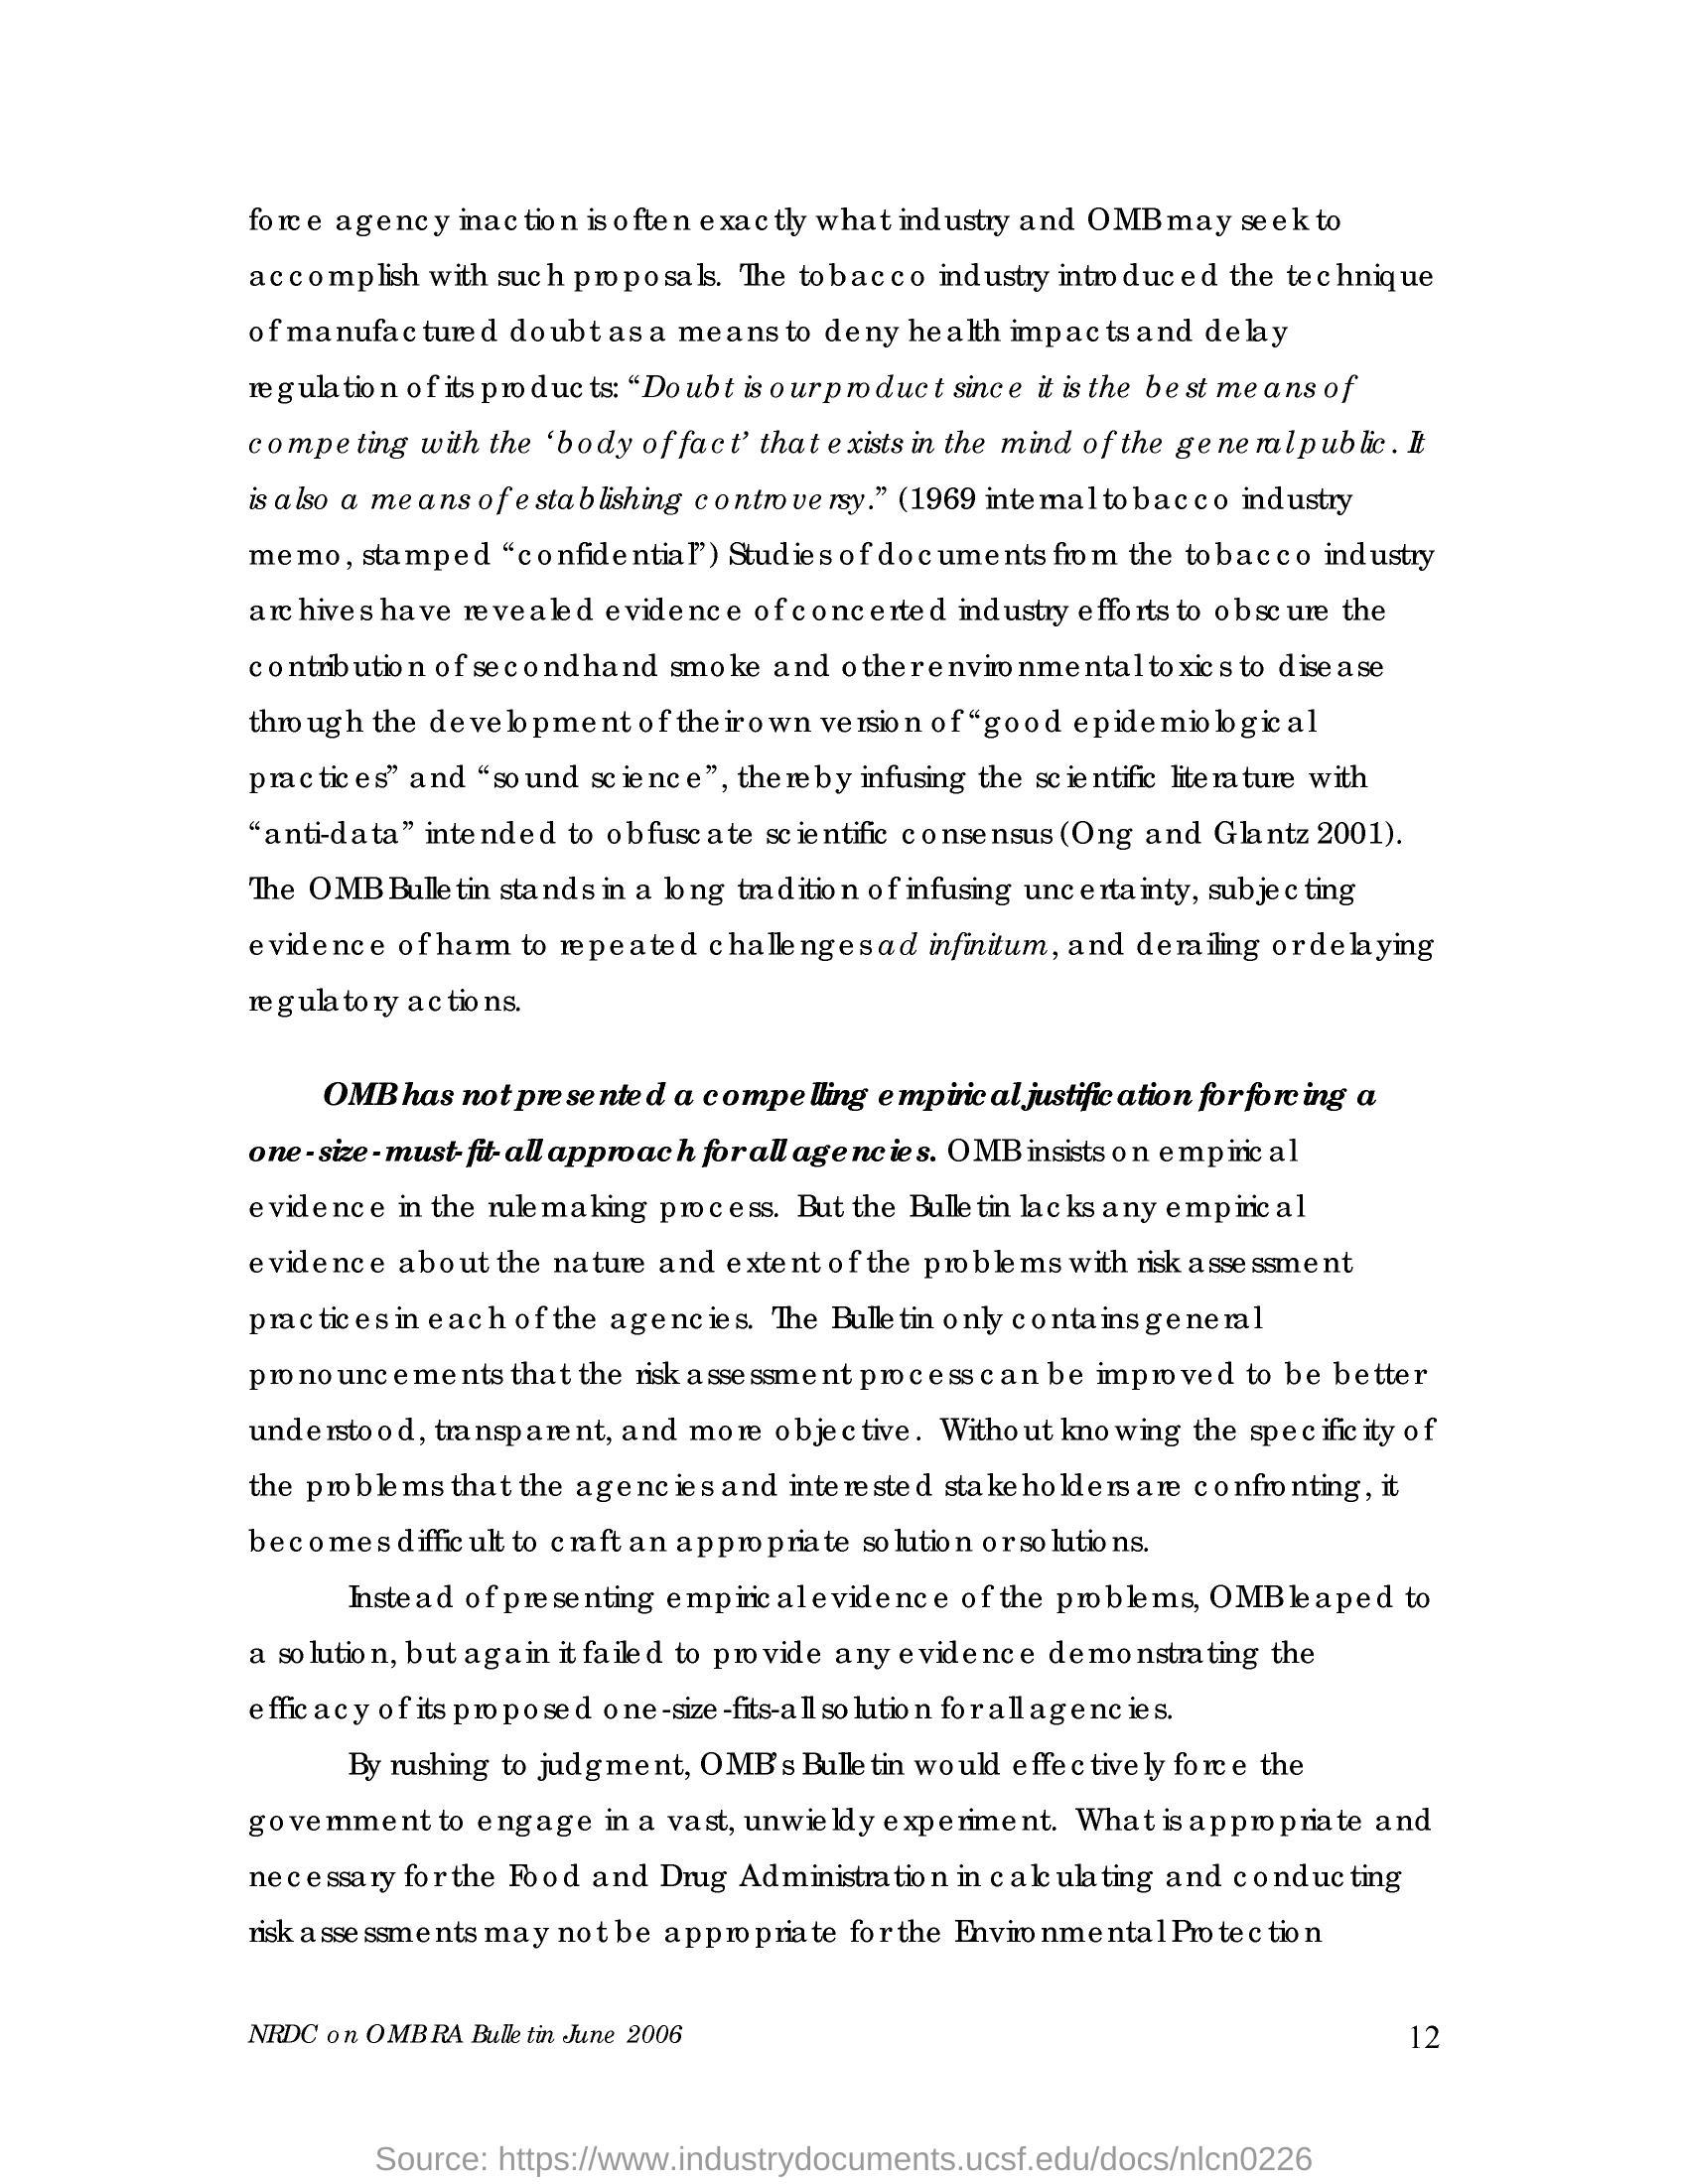 force agency inaction is often exactly what industry and OMB may seek to
accomplish with such proposals. The tobacco industry introduced the technique
of manufactured doubt as a means to deny health impacts and delay
regulation of its products: “Doubt is our product since it is the best means of
competing with the ‘body of fact’ that exists in the mind of the general public. It
is also a means of establishing controversy.” (1969 internal tobacco industry
memo, stamped “confidential”) Studies of documents from the tobacco industry
archives have revealed evidence of concerted industry efforts to obscure the
contribution of secondhand smoke and other environmental toxics to disease
through the development of their own version of “good epidemiological
practices” and “sound science”, thereby infusing the scientific literature with
“anti-data” intended to obfuscate scientific consensus (Ong and Glantz 2001).
The OMB Bulletin stands in a long tradition of infusing uncertainty, subjecting
evidence of harm to repeated challenges ad infinitum, and derailing or delaying
regulatory actions.
OMB has not presented a compelling empirical justification for forcing a
one-size-must-fit-all approach for all agencies. OMB insists on empirical
evidence in the rulemaking process. But the Bulletin lacks any empirical
evidence about the nature and extent of the problems with risk assessment
practices in each of the agencies. The Bulletin only contains general
pronouncements that the risk assessment process can be improved to be better
understood, transparent, and more objective. Without knowing the specificity of
the problems that the agencies and interested stakeholders are confronting, it
becomes difficult to craft an appropriate solution or solutions.
Instead of presenting empirical evidence of the problems, OMB leaped to
a solution, but again it failed to provide any evidence demonstrating the
efficacy of its proposed one-size-fits-all solution for all agencies.
By rushing to judgment, OMB’s Bulletin would effectively force the
government to engage in a vast, unwieldy experiment. What is appropriate and
necessary for the Food and Drug Administration in calculating and conducting
risk assessments may not be appropriate for the Environmental Protection
NRDC on OMB RA Bulletin June 2006 12
Source: https://www.industrydocuments.ucsf.edu/docs/nlcn0226